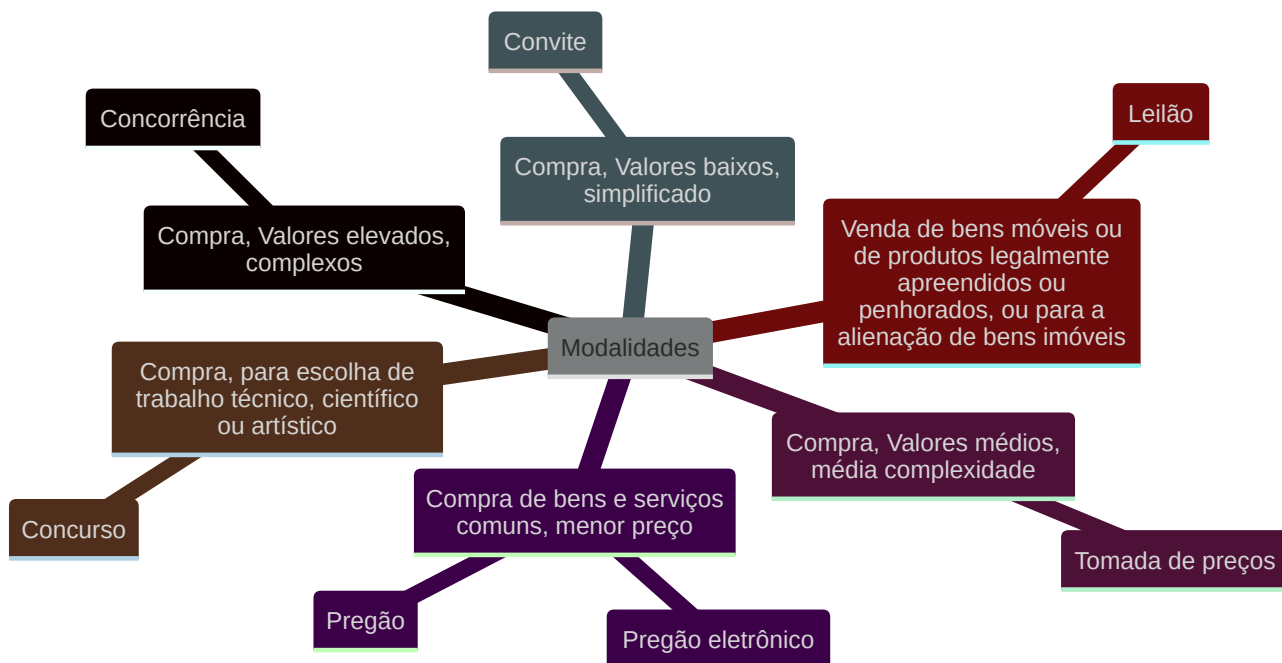 Convite
Concorrência
Leilão
Compra, Valores baixos,
simplificado
Compra, Valores elevados,
complexos
Venda de bens móveis ou
de produtos legalmente
apreendidos ou
penhorados, ou para a
alienação de bens imóveis
Modalidades
Compra, para escolha de
trabalho técnico, científico
ou artístico
Compra, Valores médios,
média complexidade
Compra de bens e serviços
comuns, menor preço
Concurso
Tomada de preços
Pregão
Pregão eletrônico